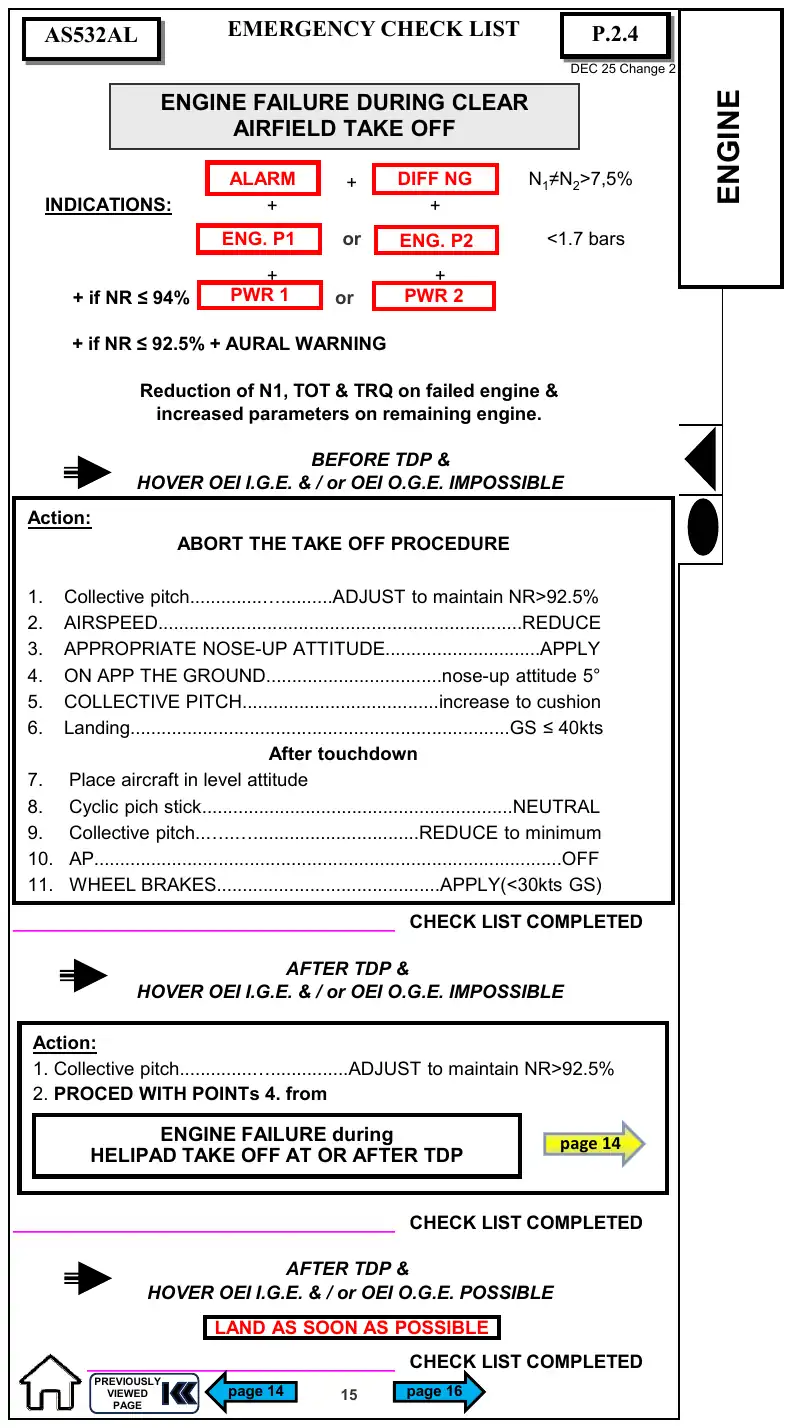 AS532AL
EMERGENCY CHECK LIST
P.2.4
DEC 25 Change 2
ENGINE
ENGINE FAILURE DURING CLEAR
AIRFIELD TAKE OFF
ALARM + DIFF NG N1≠N2>7,5%
INDICATIONS: + +
ENG. P1 or ENG. P2 <1.7 bars
+ +
+ if NR ≤ 94% PWR 1 or PWR 2
+ if NR ≤ 92.5% + AURAL WARNING
Reduction of N1, TOT & TRQ on failed engine &
increased parameters on remaining engine.
BEFORE TDP &
HOVER OEI I.G.E. & / or OEI O.G.E. IMPOSSIBLE
Action:
ABORT THE TAKE OFF PROCEDURE
1. Collective pitch.............…..........ADJUST to maintain NR>92.5%
2. AIRSPEED......................................................................REDUCE
3. APPROPRIATE NOSE-UP ATTITUDE..............................APPLY
4. ON APP THE GROUND..................................nose-up attitude 5°
5. COLLECTIVE PITCH......................................increase to cushion
6. Landing.........................................................................GS ≤ 40kts
After touchdown
7. Place aircraft in level attitude
8. Cyclic pich stick............................................................NEUTRAL
9. Collective pitch..…..…...............................REDUCE to minimum
10. AP..........................................................................................OFF
11. WHEEL BRAKES...........................................APPLY(<30kts GS)
CHECK LIST COMPLETED
AFTER TDP &
HOVER OEI I.G.E. & / or OEI O.G.E. IMPOSSIBLE
Action:
1. Collective pitch.............…...............ADJUST to maintain NR>92.5%
2. PROCED WITH POINTs 4. from
ENGINE FAILURE during
HELIPAD TAKE OFF AT OR AFTER TDP
page 14
CHECK LIST COMPLETED
AFTER TDP &
HOVER OEI I.G.E. & / or OEI O.G.E. POSSIBLE
LAND AS SOON AS POSSIBLE
CHECK LIST COMPLETED
PREVIOUSLY
VIEWED
PAGE
page 14
15
page 16